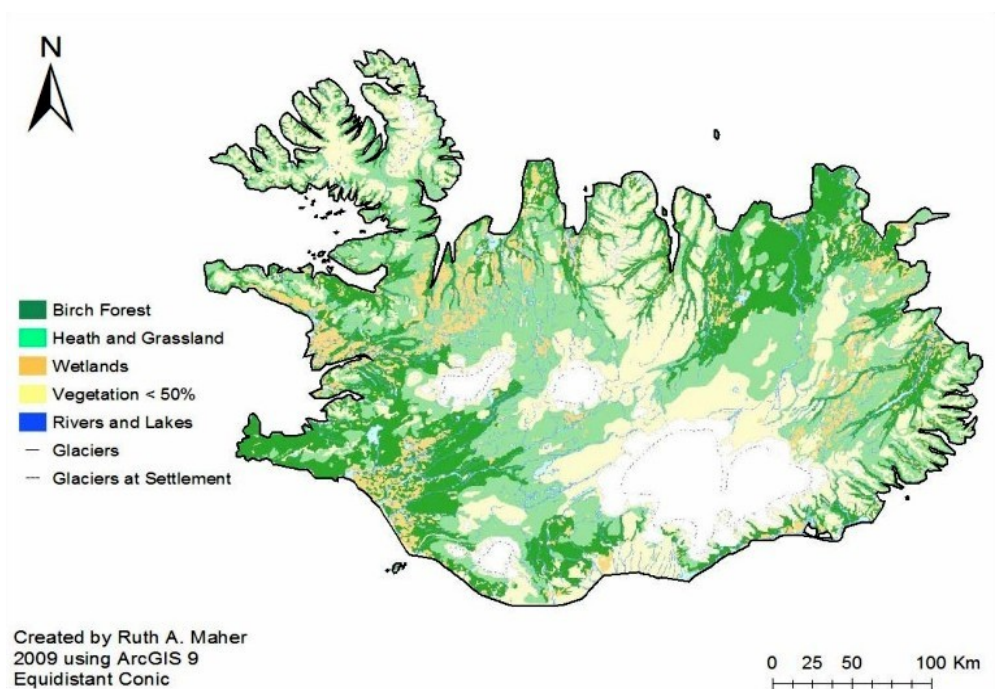 N
Birch Forest
Heath and Grassland
Wetlands
Vegetation < 50%
Rivers and Lakes
Glaciers
Glaciers at Settlement
Created by Ruth A. Maher
2009 using ArcGIS 9
Equidistant Conic
0 25 50 100 Km